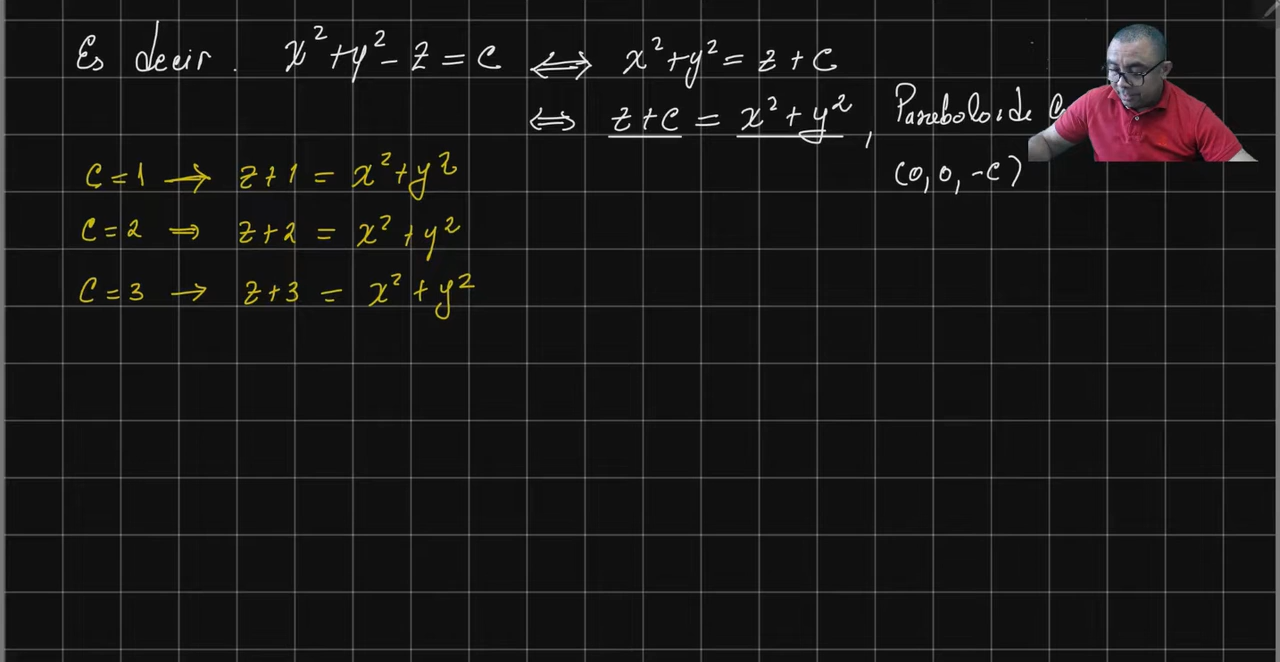 Es decir. x²+y²-z=c ⟺ x²+y²=z+c
⟺ z+c = x²+y², Paraboloide
(0,0,-c)
c=1 → z+1 = x²+y²
c=2 ⇒ z+2 = x²+y²
c=3 → z+3 = x²+y²